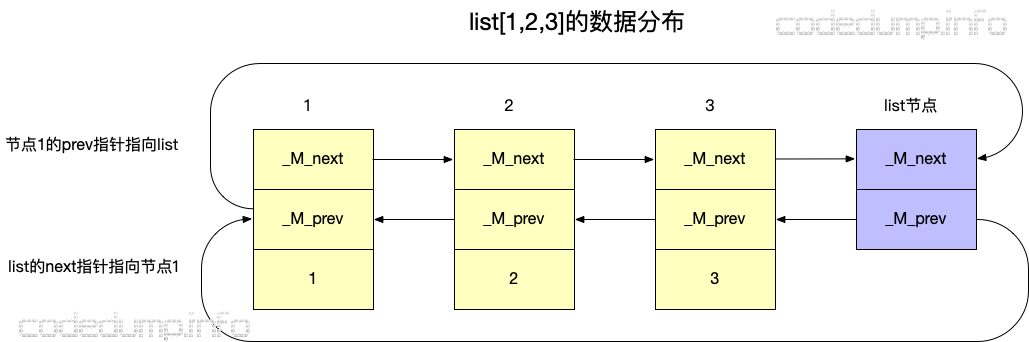 list[1,2,3]的数据分布
codedump.info
1
2
3
list节点
节点1的prev指针指向list
_M_next
_M_next
_M_next
_M_next
_M_prev
_M_prev
_M_prev
_M_prev
list的next指针指向节点1
1
2
3
codedump.info